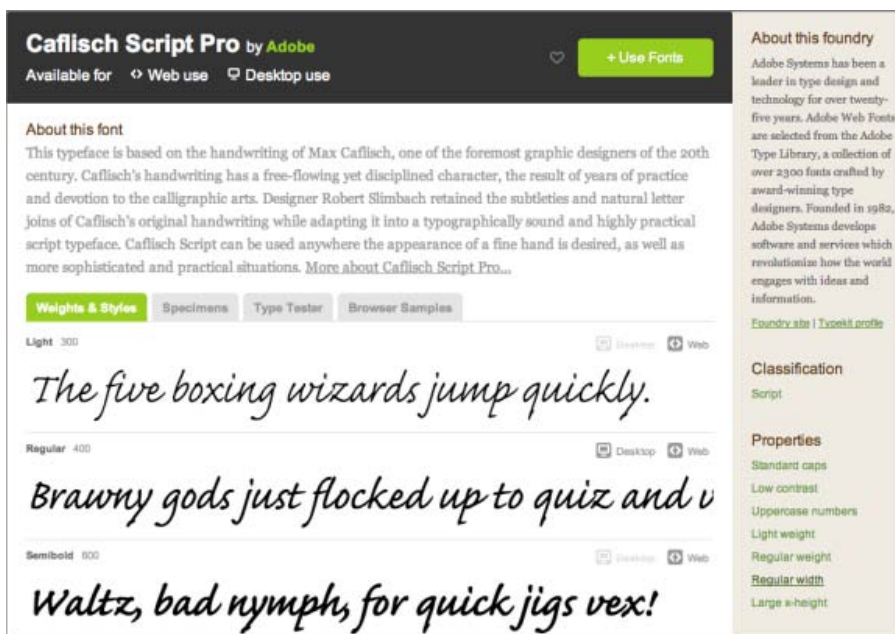 Caflisch Script Pro by Adobe
Available for <> Web use Desktop use
+ Use Fonts
About this font
This typeface is based on the handwriting of Max Caflisch, one of the foremost graphic designers of the 20th
century. Caflisch's handwriting has a free-flowing yet disciplined character, the result of years of practice
and devotion to the calligraphic arts. Designer Robert Slimbach retained the subtleties and natural letter
joins of Caflisch's original handwriting while adapting it into a typographically sound and highly practical
script typeface. Caflisch Script can be used anywhere the appearance of a fine hand is desired, as well as
more sophisticated and practical situations. More about Caflisch Script Pro...
Weights & Styles Specimens Type Tester Browser Samples
Light 300 Desktop Web
The five boxing wizards jump quickly.
Regular 400 Desktop Web
Brawny gods just flocked up to quiz and v
Semibold 600 Desktop Web
Waltz, bad nymph, for quick jigs vex!
About this foundry
Adobe Systems has been a
leader in type design and
technology for over twenty-
five years. Adobe Web Fonts
are selected from the Adobe
Type Library, a collection of
over 2300 fonts crafted by
award-winning type
designers. Founded in 1982,
Adobe Systems develops
software and services which
revolutionize how the world
engages with ideas and
information.
Foundry site | Typekit profile
Classification
Script
Properties
Standard caps
Low contrast
Uppercase numbers
Light weight
Regular weight
Regular width
Large x-height